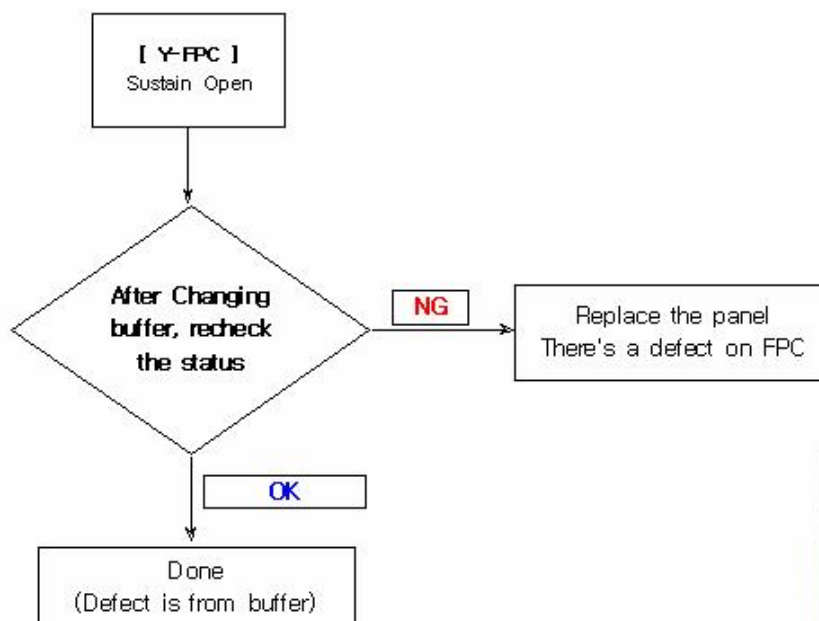 [ Y-FPC ]
Sustain Open
After Changing
buffer, recheck
the status
NG
Replace the panel
There's a defect on FPC
OK
Done
(Defect is from buffer)